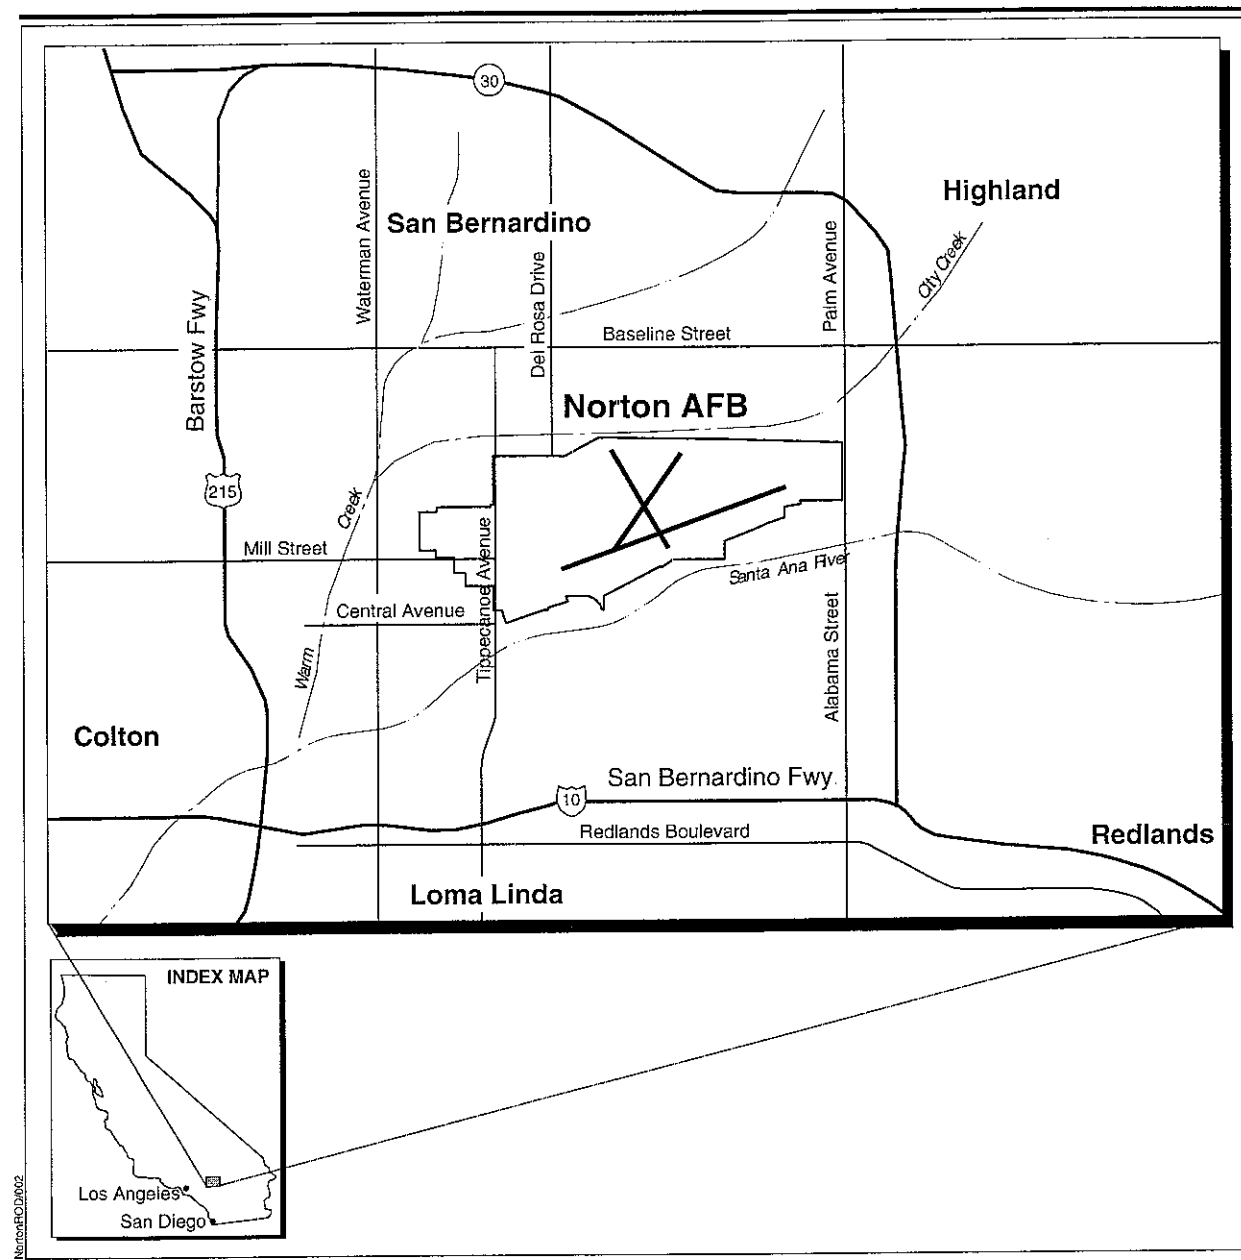 30
Highland
San Bernardino
Waterman Avenue
Del Rosa Drive
Palm Avenue
City Creek
Baseline Street
Barstow Fwy
Norton AFB
215
Creek
Mill Street
Tippecanoe Avenue
Santa Ana River
Central Avenue
Warm
Alabama Street
Colton
San Bernardino Fwy.
10
Redlands Boulevard
Redlands
Loma Linda
INDEX MAP
Los Angeles
San Diego
NortonROD/002